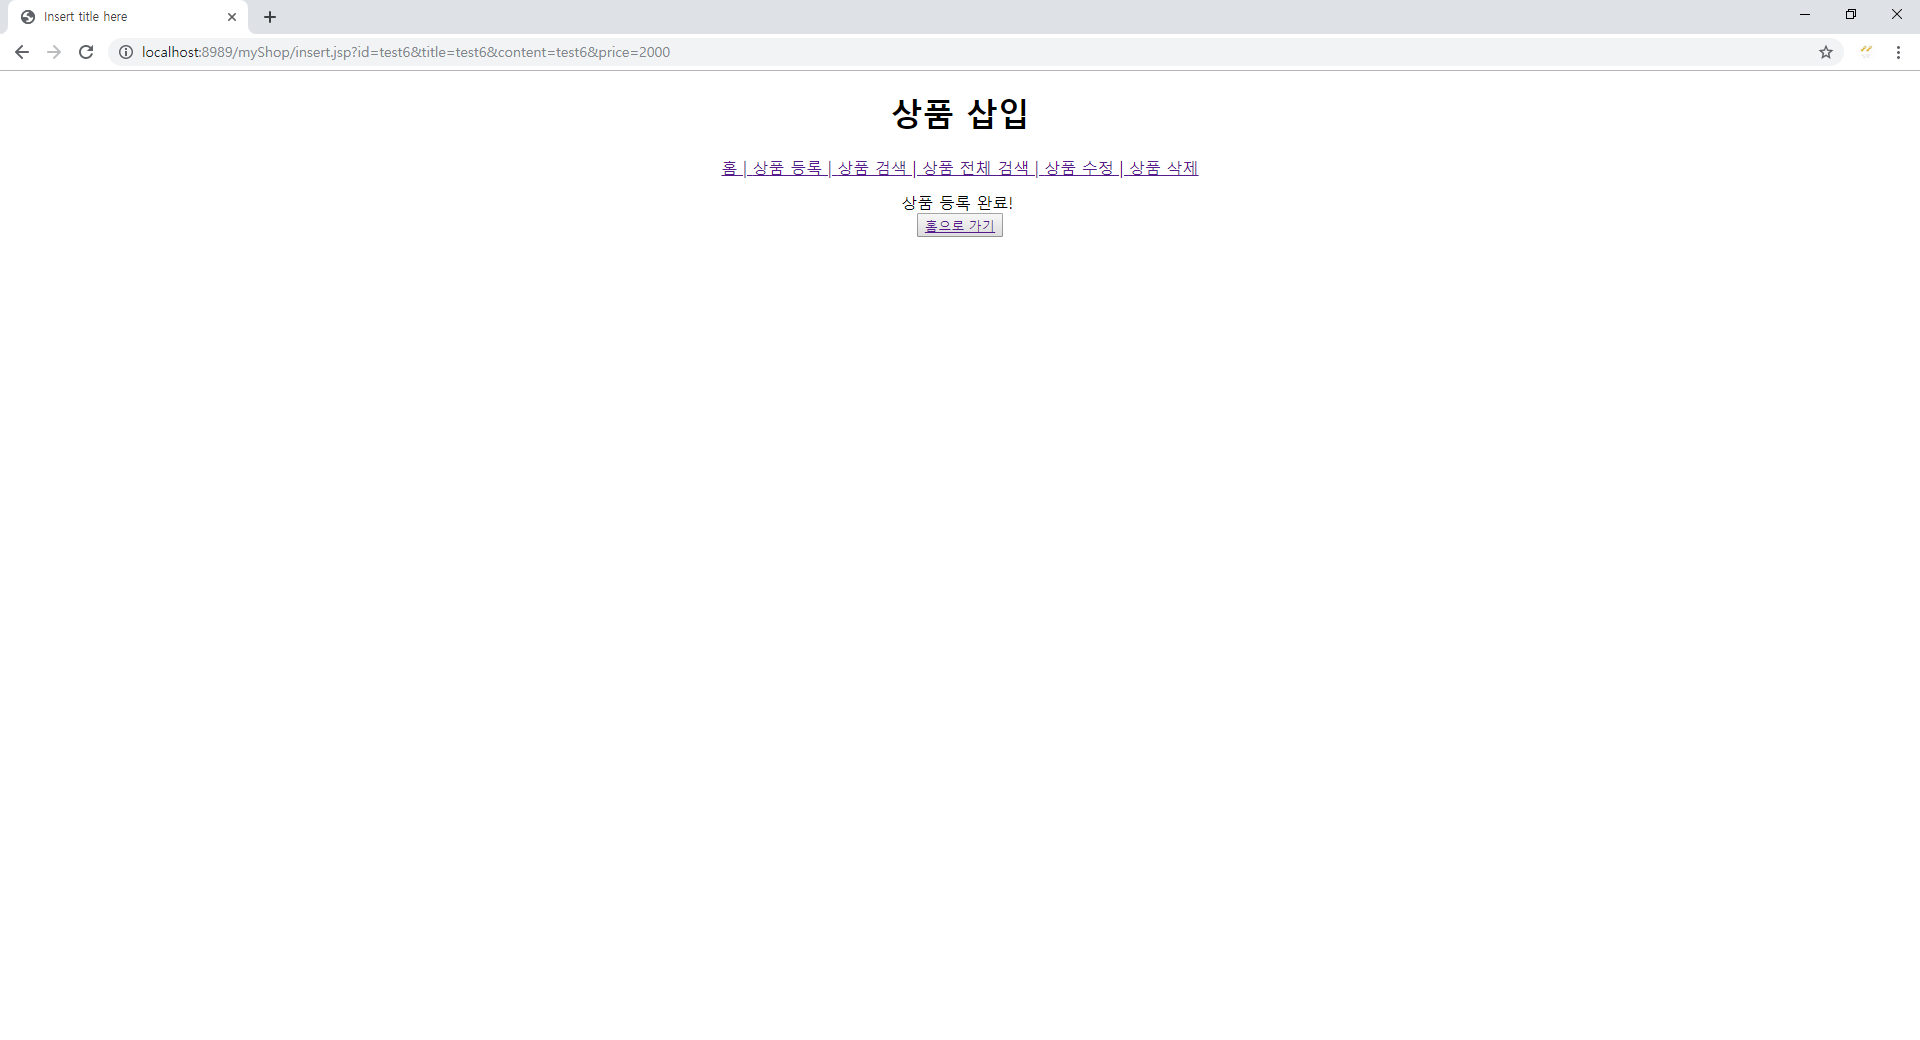 Insert title here
localhost:8989/myShop/insert.jsp?id=test6&title=test6&content=test6&price=2000
상품 삽입
홈 | 상품 등록 | 상품 검색 | 상품 전체 검색 | 상품 수정 | 상품 삭제
상품 등록 완료!
홈으로 가기